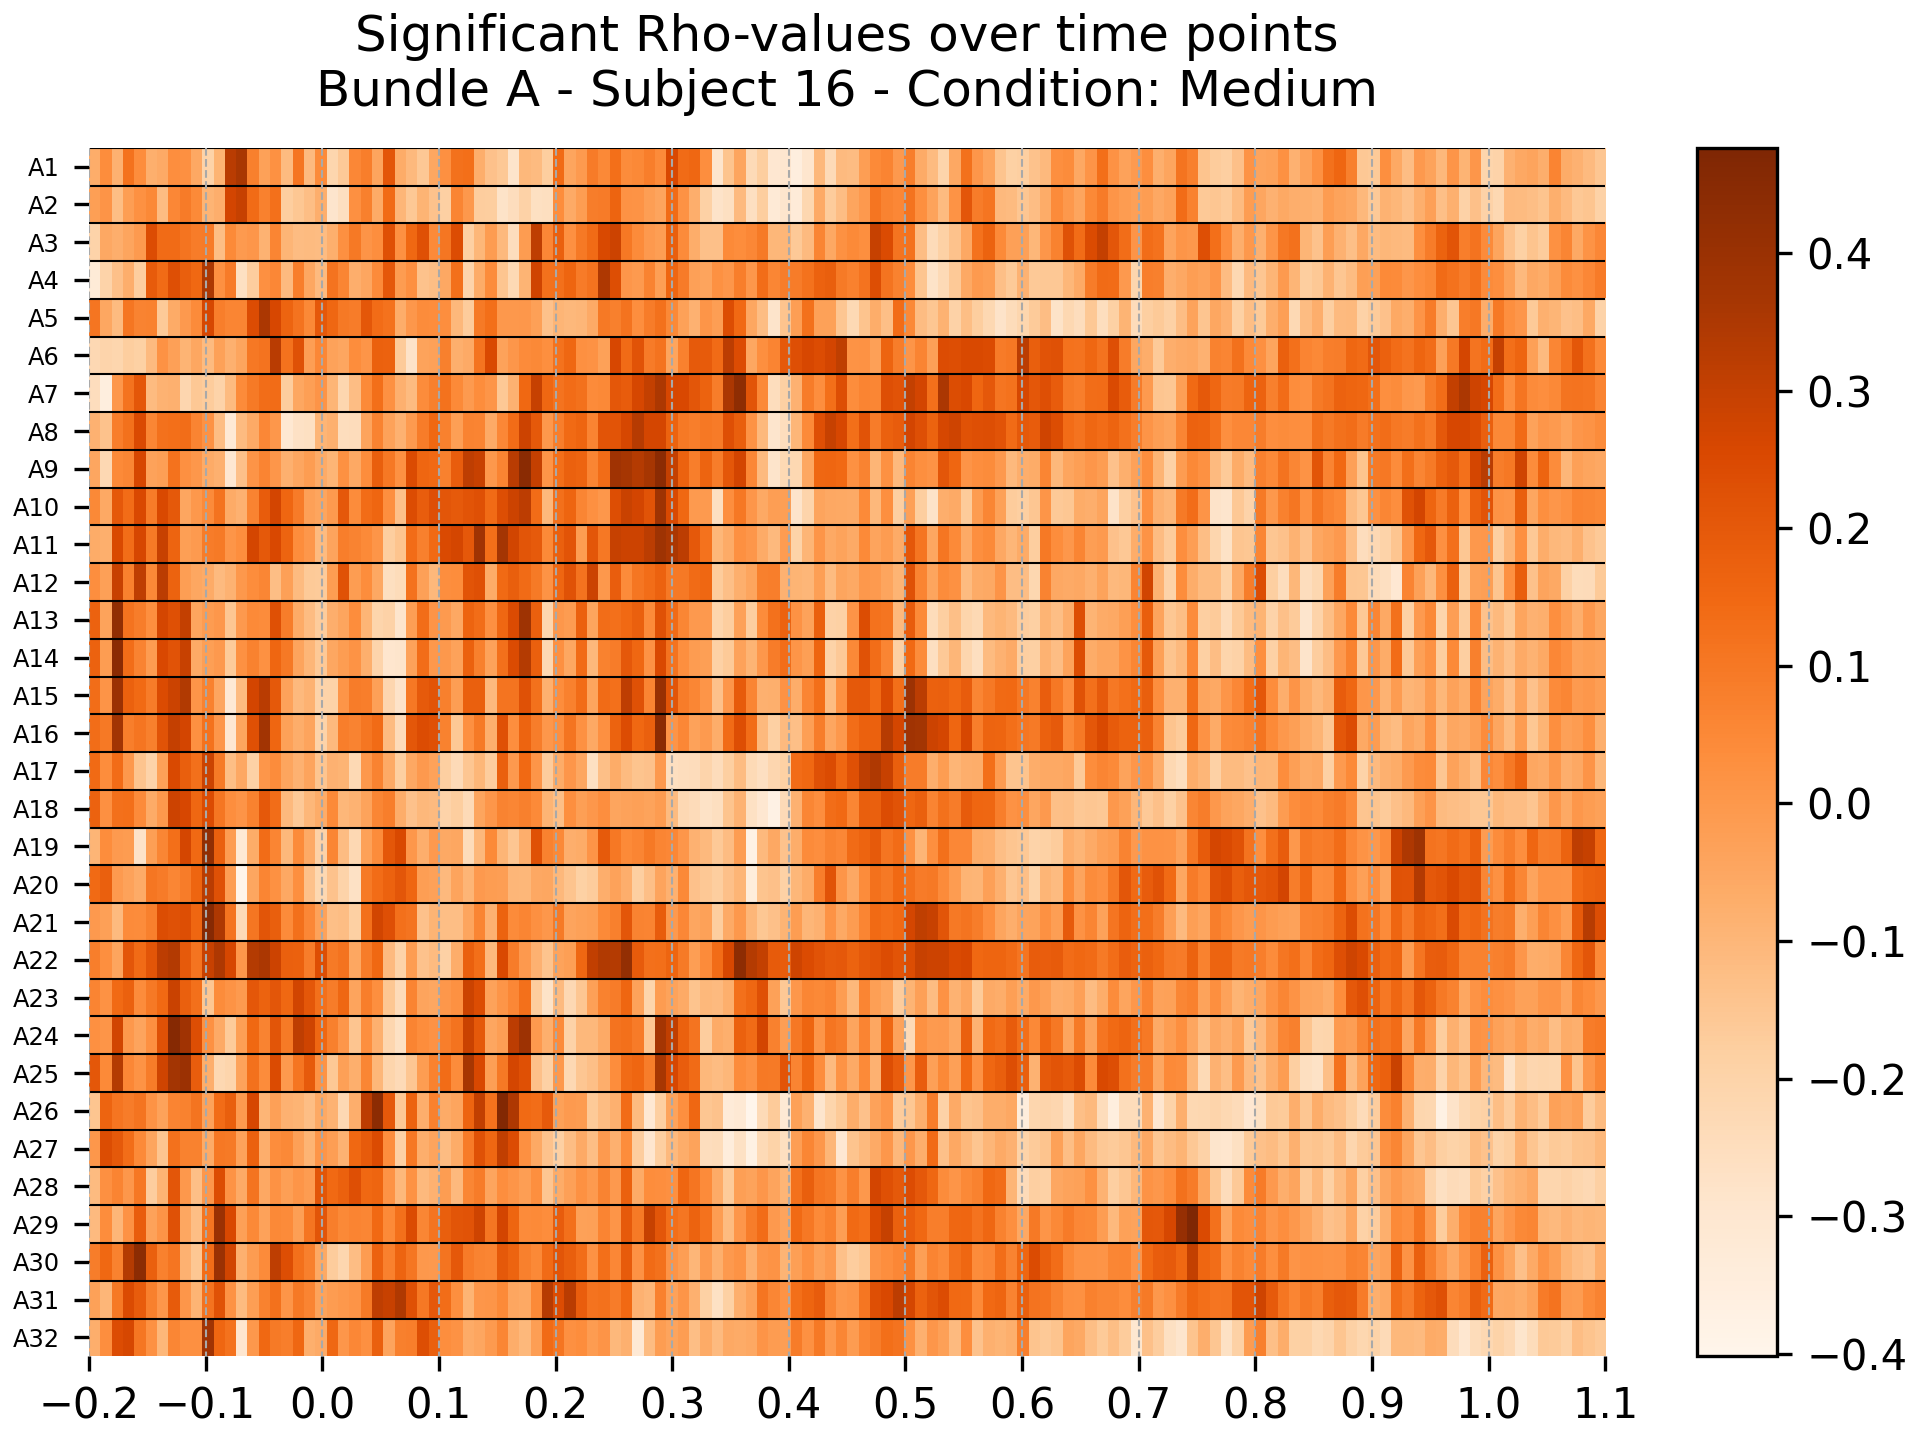 Significant Rho-values over time points
Bundle A - Subject 16 - Condition: Medium
A1
A2
A3
A4
A5
A6
A7
A8
A9
A10
A11
A12
A13
A14
A15
A16
A17
A18
A19
A20
A21
A22
A23
A24
A25
A26
A27
A28
A29
A30
A31
A32
−0.2 −0.1 0.0 0.1 0.2 0.3 0.4 0.5 0.6 0.7 0.8 0.9 1.0 1.1
0.4
0.3
0.2
0.1
0.0
−0.1
−0.2
−0.3
−0.4